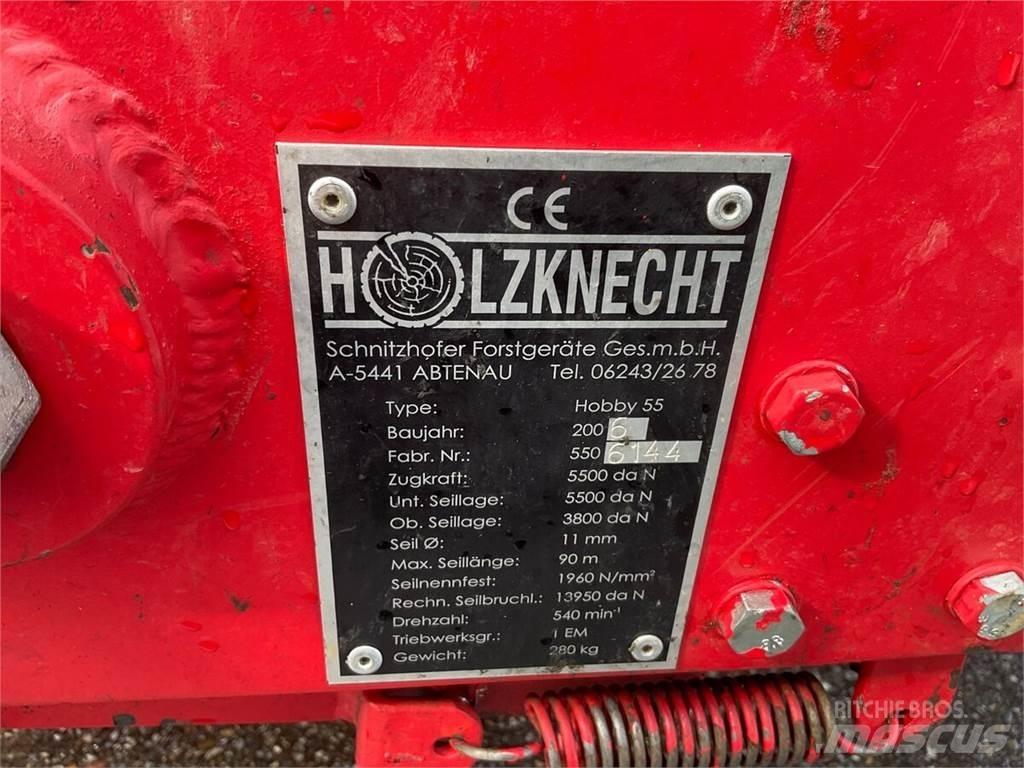 CE
HOLZKNECHT
Schnitzhofer Forstgeräte Ges.m.b.H.
A-5441 ABTENAU Tel. 06243/26 78
Type: Hobby 55
Baujahr: 2006
Fabr. Nr.: 550 6144
Zugkraft: 5500 da N
Unt. Seillage: 5500 da N
Ob. Seillage: 3800 da N
Seil Ø: 11 mm
Max. Seillänge: 90 m
Seilnennfest: 1960 N/mm²
Rechn. Seilbruchl.: 13950 da N
Drehzahl: 540 min⁻¹
Triebwerksgr.: 1 EM
Gewicht: 280 kg
RITCHIE BROS.
mascus